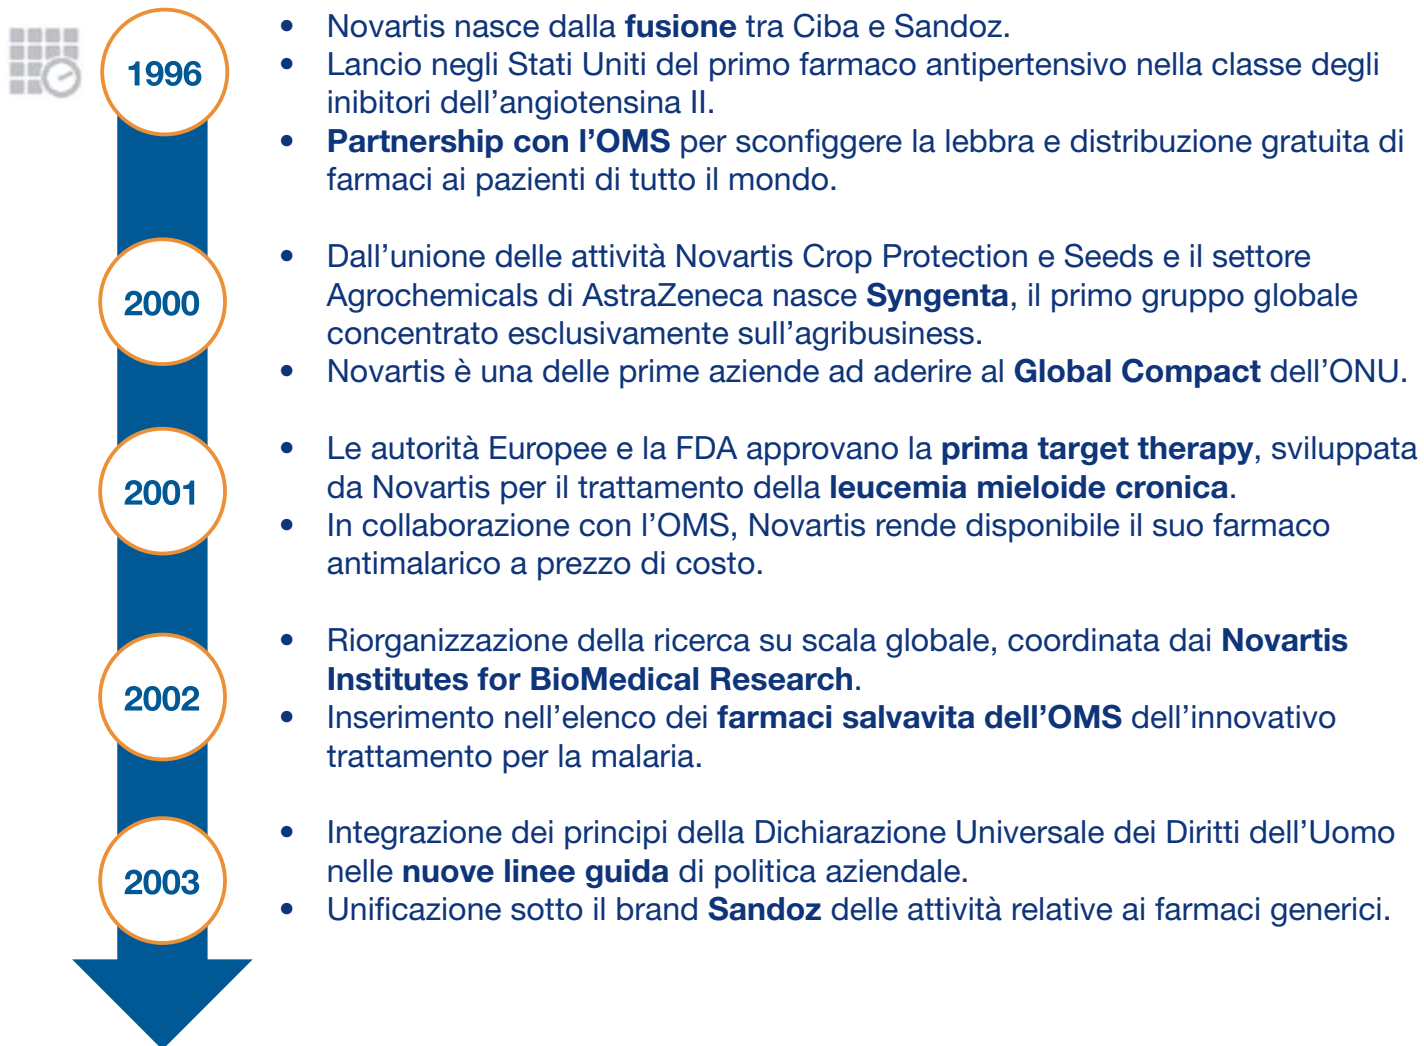 1996
• Novartis nasce dalla fusione tra Ciba e Sandoz.
• Lancio negli Stati Uniti del primo farmaco antipertensivo nella classe degli
inibitori dell’angiotensina II.
• Partnership con l’OMS per sconfiggere la lebbra e distribuzione gratuita di
farmaci ai pazienti di tutto il mondo.
2000
• Dall’unione delle attività Novartis Crop Protection e Seeds e il settore
Agrochemicals di AstraZeneca nasce Syngenta, il primo gruppo globale
concentrato esclusivamente sull’agribusiness.
• Novartis è una delle prime aziende ad aderire al Global Compact dell’ONU.
2001
• Le autorità Europee e la FDA approvano la prima target therapy, sviluppata
da Novartis per il trattamento della leucemia mieloide cronica.
• In collaborazione con l’OMS, Novartis rende disponibile il suo farmaco
antimalarico a prezzo di costo.
2002
• Riorganizzazione della ricerca su scala globale, coordinata dai Novartis
Institutes for BioMedical Research.
• Inserimento nell’elenco dei farmaci salvavita dell’OMS dell’innovativo
trattamento per la malaria.
2003
• Integrazione dei principi della Dichiarazione Universale dei Diritti dell’Uomo
nelle nuove linee guida di politica aziendale.
• Unificazione sotto il brand Sandoz delle attività relative ai farmaci generici.